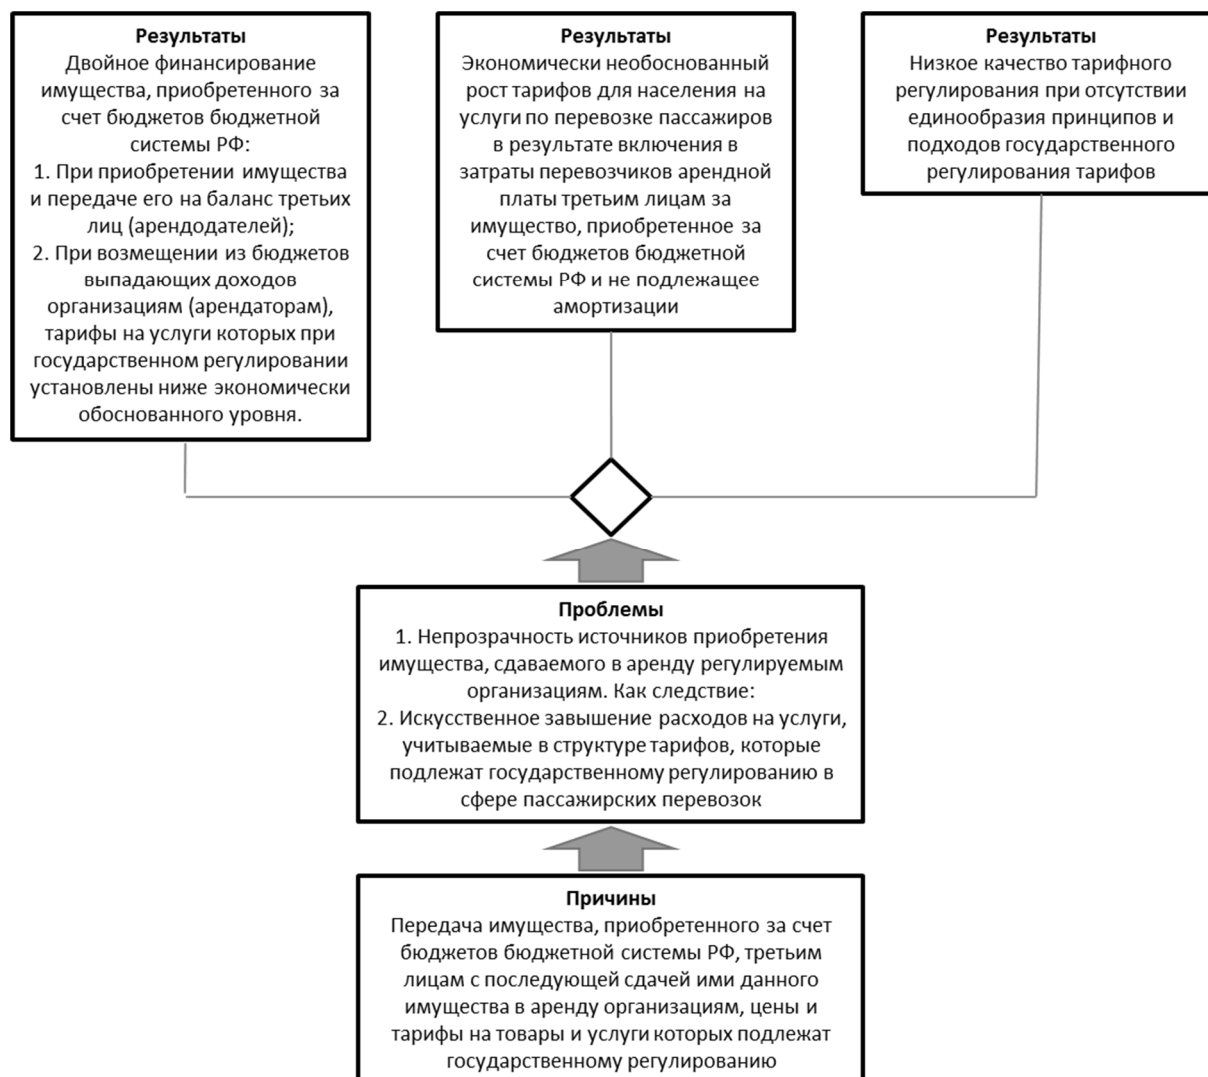 Результаты
Двойное финансирование
имущества, приобретенного за
счет бюджетов бюджетной
системы РФ:
1. При приобретении имущества
и передаче его на баланс третьих
лиц (арендодателей);
2. При возмещении из бюджетов
выпадающих доходов
организациям (арендаторам),
тарифы на услуги которых при
государственном регулировании
установлены ниже экономически
обоснованного уровня.
Результаты
Экономически необоснованный
рост тарифов для населения на
услуги по перевозке пассажиров
в результате включения в
затраты перевозчиков арендной
платы третьим лицам за
имущество, приобретенное за
счет бюджетов бюджетной
системы РФ и не подлежащее
амортизации
Результаты
Низкое качество тарифного
регулирования при отсутствии
единообразия принципов и
подходов государственного
регулирования тарифов
Проблемы
1. Непрозрачность источников приобретения
имущества, сдаваемого в аренду регулируемым
организациям. Как следствие:
2. Искусственное завышение расходов на услуги,
учитываемые в структуре тарифов, которые
подлежат государственному регулированию в
сфере пассажирских перевозок
Причины
Передача имущества, приобретенного за счет
бюджетов бюджетной системы РФ, третьим
лицам с последующей сдачей ими данного
имущества в аренду организациям, цены и
тарифы на товары и услуги которых подлежат
государственному регулированию